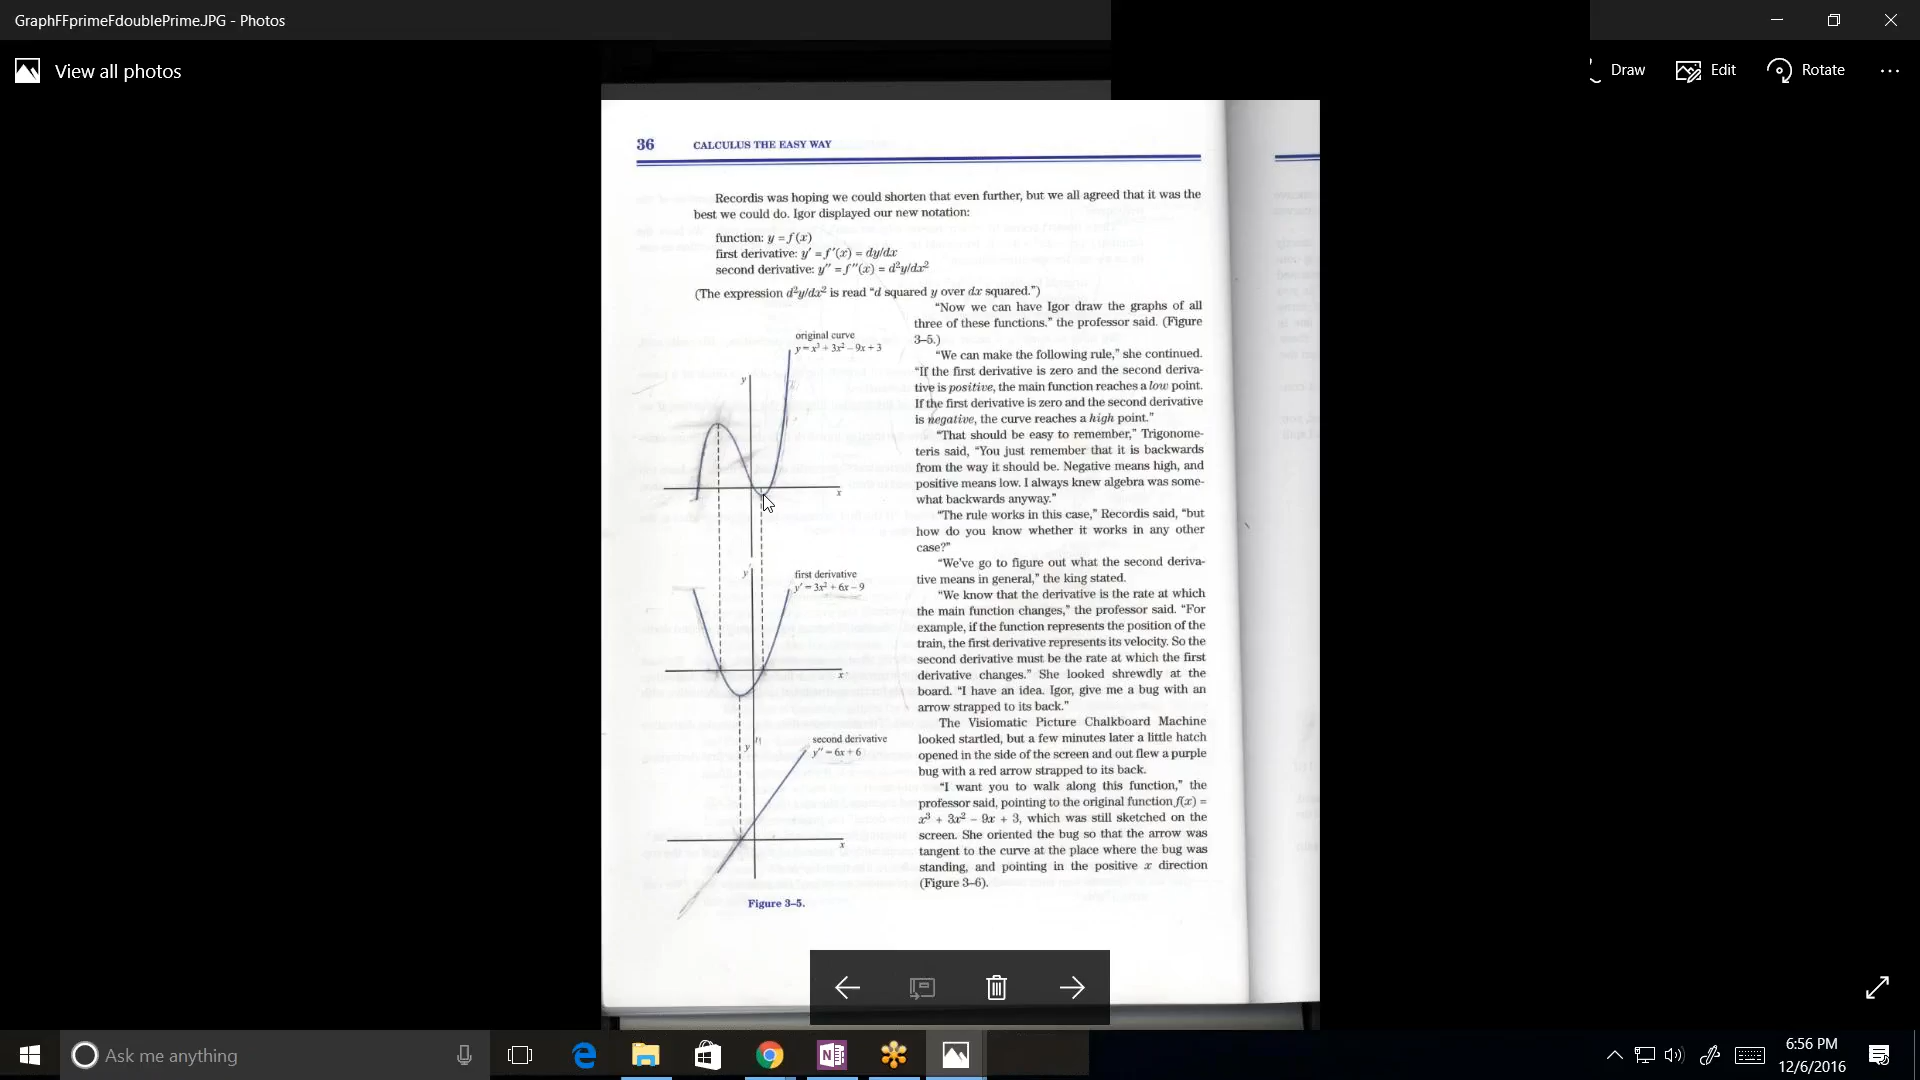 GraphFFprimeFdoublePrime.JPG - Photos
View all photos
Draw
Edit
Rotate
36
CALCULUS THE EASY WAY
Recordis was hoping we could shorten that even further, but we all agreed that it was the
best we could do. Igor displayed our new notation:
function: y = f(x)
first derivative: y′ = f′(x) = dy/dx
second derivative: y″ = f″(x) = d²y/dx²
(The expression d²y/dx² is read “d squared y over dx squared.”)
original curve
y = x³ + 3x² − 9x + 3
y
x
y'
first derivative
y′ = 3x² + 6x − 9
x
y
second derivative
y″ = 6x + 6
x
Figure 3–5.
“Now we can have Igor draw the graphs of all
three of these functions.” the professor said. (Figure
3–5.)
“We can make the following rule,” she continued.
“If the first derivative is zero and the second deriva-
tive is positive, the main function reaches a low point.
If the first derivative is zero and the second derivative
is negative, the curve reaches a high point.”
“That should be easy to remember,” Trigonome-
teris said, “You just remember that it is backwards
from the way it should be. Negative means high, and
positive means low. I always knew algebra was some-
what backwards anyway.”
“The rule works in this case,” Recordis said, “but
how do you know whether it works in any other
case?”
“We’ve go to figure out what the second deriva-
tive means in general,” the king stated.
“We know that the derivative is the rate at which
the main function changes,” the professor said. “For
example, if the function represents the position of the
train, the first derivative represents its velocity. So the
second derivative must be the rate at which the first
derivative changes.” She looked shrewdly at the
board. “I have an idea. Igor, give me a bug with an
arrow strapped to its back.”
The Visiomatic Picture Chalkboard Machine
looked startled, but a few minutes later a little hatch
opened in the side of the screen and out flew a purple
bug with a red arrow strapped to its back.
“I want you to walk along this function,” the
professor said, pointing to the original function f(x) =
x³ + 3x² − 9x + 3, which was still sketched on the
screen. She oriented the bug so that the arrow was
tangent to the curve at the place where the bug was
standing, and pointing in the positive x direction
(Figure 3–6).
Ask me anything
6:56 PM
12/6/2016